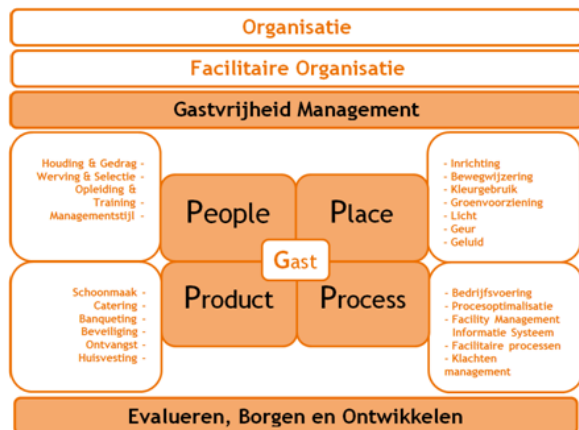 Organisatie
Facilitaire Organisatie
Gastvrijheid Management
Houding & Gedrag -
Werving & Selectie -
Opleiding &
Training -
Managementstijl -
People
Place
- Inrichting
- Bewegwijzering
- Kleurgebruik
- Groenvoorziening
- Licht
- Geur
- Geluid
Gast
Schoonmaak -
Catering -
Banqueting -
Beveiliging -
Ontvangst -
Huisvesting -
Product
Process
- Bedrijfsvoering
- Procesoptimalisatie
- Facility Management
Informatie Systeem
- Facilitaire processen
- Klachten
management
Evalueren, Borgen en Ontwikkelen